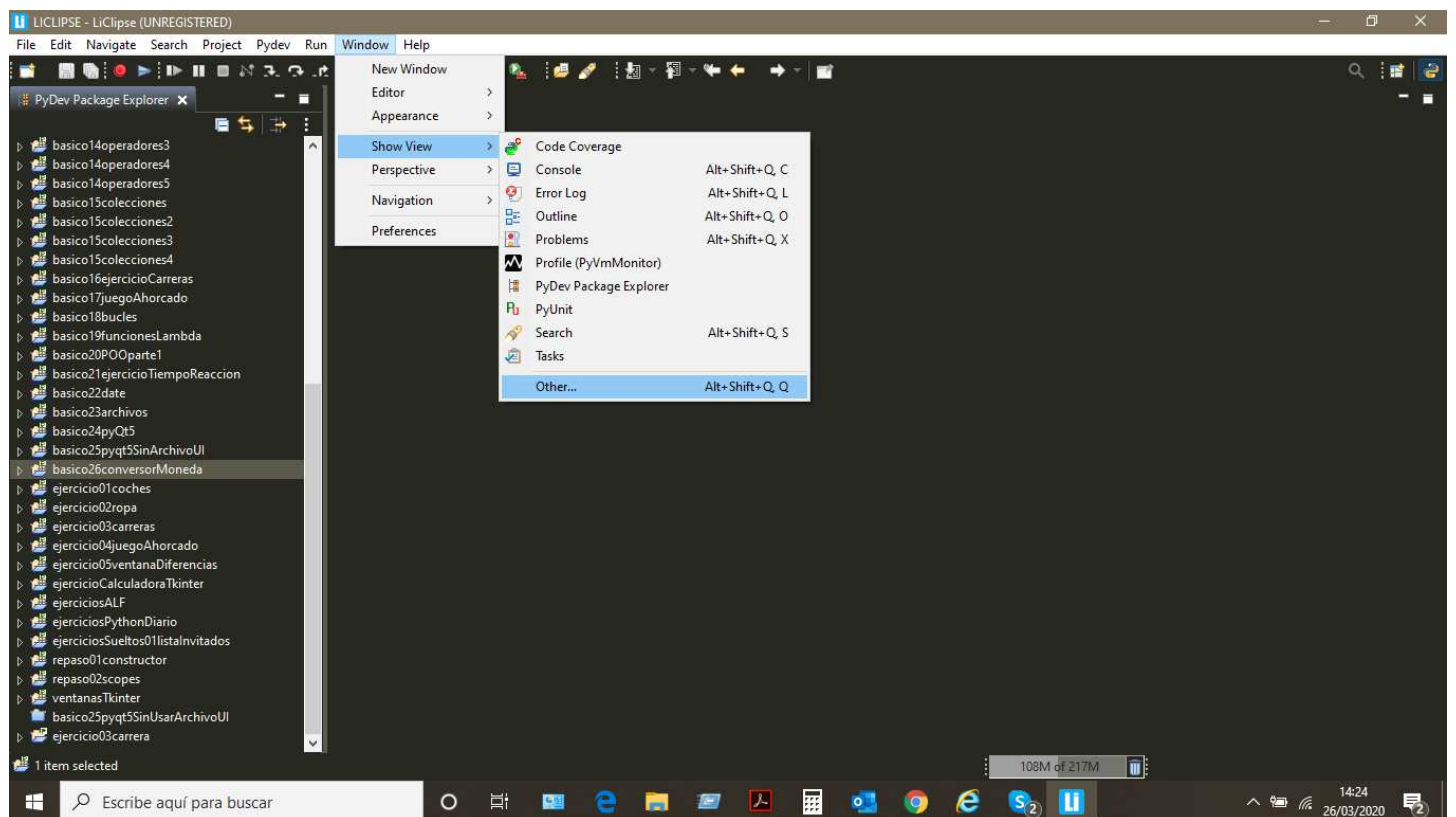 LICLIPSE - LiClipse (UNREGISTERED)
File Edit Navigate Search Project Pydev Run Window Help
PyDev Package Explorer
basico14operadores3
basico14operadores4
basico14operadores5
basico15colecciones
basico15colecciones2
basico15colecciones3
basico15colecciones4
basico16ejercicioCarreras
basico17juegoAhorcado
basico18bucles
basico19funcionesLambda
basico20POOparte1
basico21ejercicioTiempoReaccion
basico22date
basico23archivos
basico24pyQt5
basico25pyqt5SinArchivoUI
basico26conversorMoneda
ejercicio01coches
ejercicio02ropa
ejercicio03carreras
ejercicio04juegoAhorcado
ejercicio05ventanaDiferencias
ejercicioCalculadoraTkinter
ejerciciosALF
ejerciciosPythonDiario
ejerciciosSueltos01listaInvitados
repaso01constructor
repaso02scopes
ventanasTkinter
basico25pyqt5SinUsarArchivoUI
ejercicio03carrera
New Window
Editor
Appearance
Show View
Perspective
Navigation
Preferences
Code Coverage
Console Alt+Shift+Q, C
Error Log Alt+Shift+Q, L
Outline Alt+Shift+Q, O
Problems Alt+Shift+Q, X
Profile (PyVmMonitor)
PyDev Package Explorer
PyUnit
Search Alt+Shift+Q, S
Tasks
Other... Alt+Shift+Q, Q
1 item selected
108M of 217M
Escribe aquí para buscar
14:24
26/03/2020